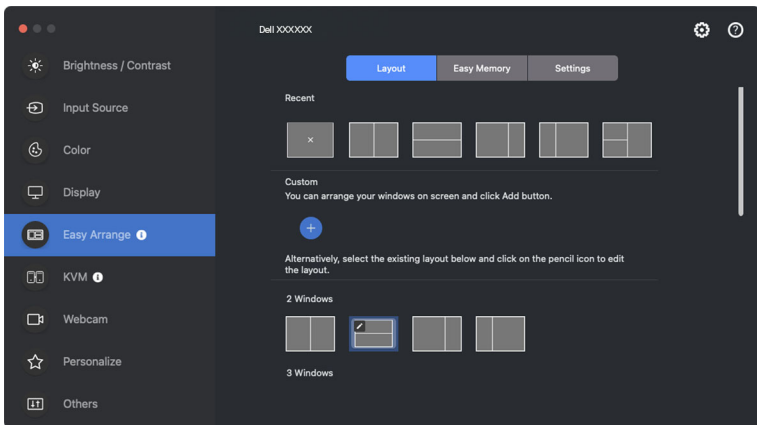 Dell XXXXXX
Brightness / Contrast
Input Source
Color
Display
Easy Arrange
KVM
Webcam
Personalize
Others
Layout
Easy Memory
Settings
Recent
Custom
You can arrange your windows on screen and click Add button.
Alternatively, select the existing layout below and click on the pencil icon to edit
the layout.
2 Windows
3 Windows